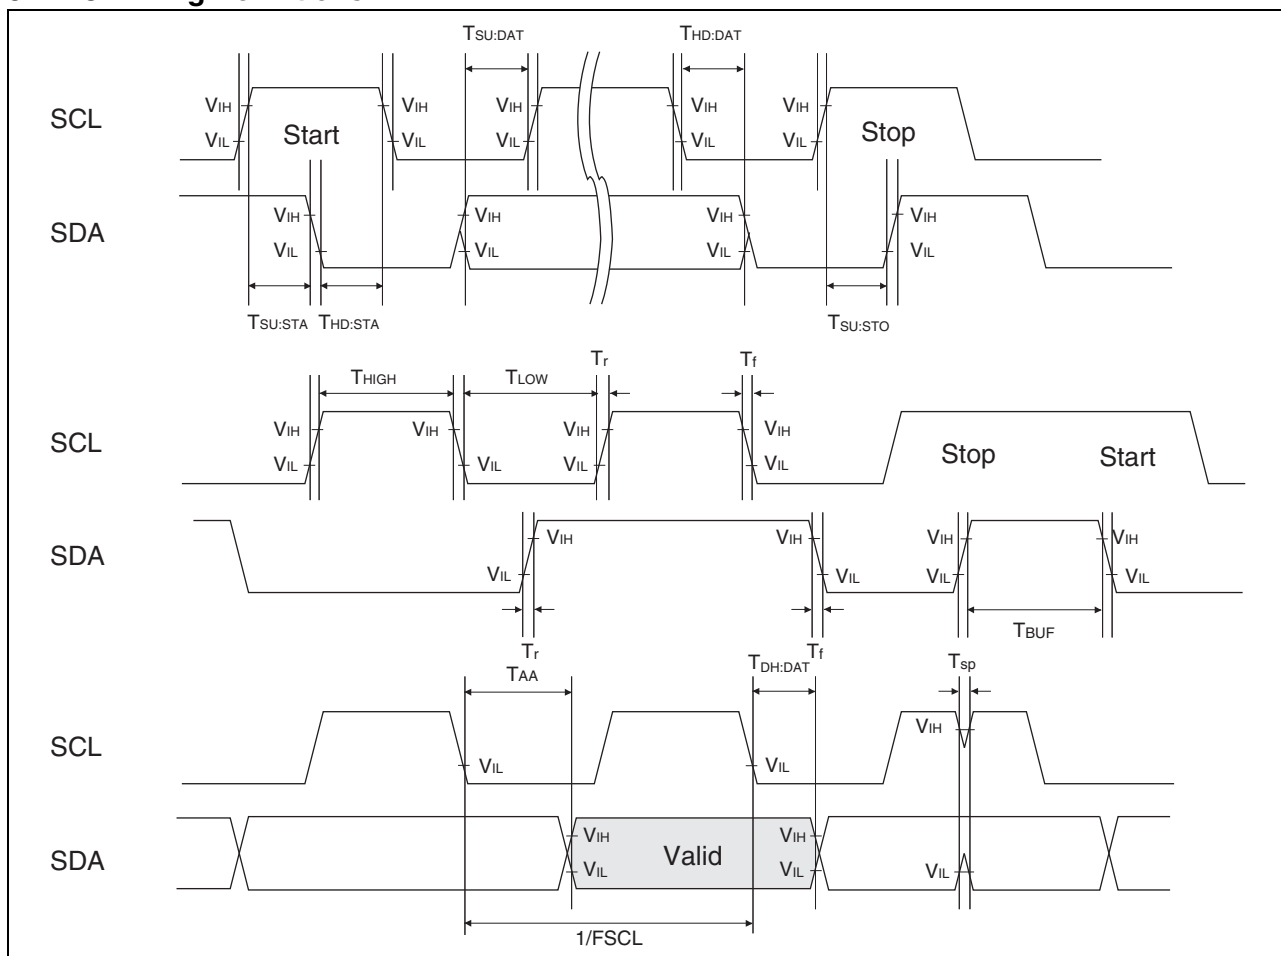 TSU:DAT THD:DAT
SCL VIH VIH VIH VIH VIH
Start Stop
VIL VIL VIL VIL VIL
SDA VIH VIH VIH VIH
VIL VIL VIL VIL
TSU:STA THD:STA TSU:STO
Tr Tf
THIGH TLOW
SCL VIH VIH VIH VIH
Stop Start
VIL VIL VIL VIL
SDA VIH VIH VIH VIH
VIL VIL VIL VIL
TBUF
Tr Tf
TAA TDH:DAT Tsp
SCL VIH
VIL VIL
SDA VIH VIH
Valid
VIL VIL VIL
1/FSCL